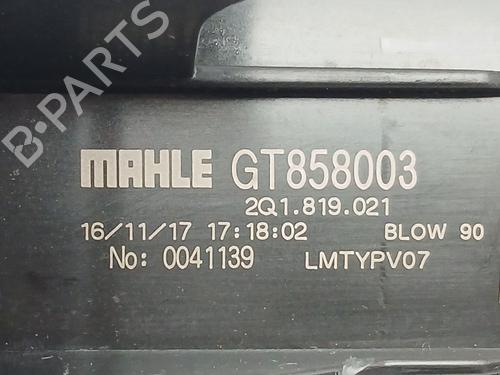 MAHLE GT858003
2Q1.819.021
16/11/17 17:18:02 BLOW 90
No: 0041139 LMTYPV07
B-PARTS